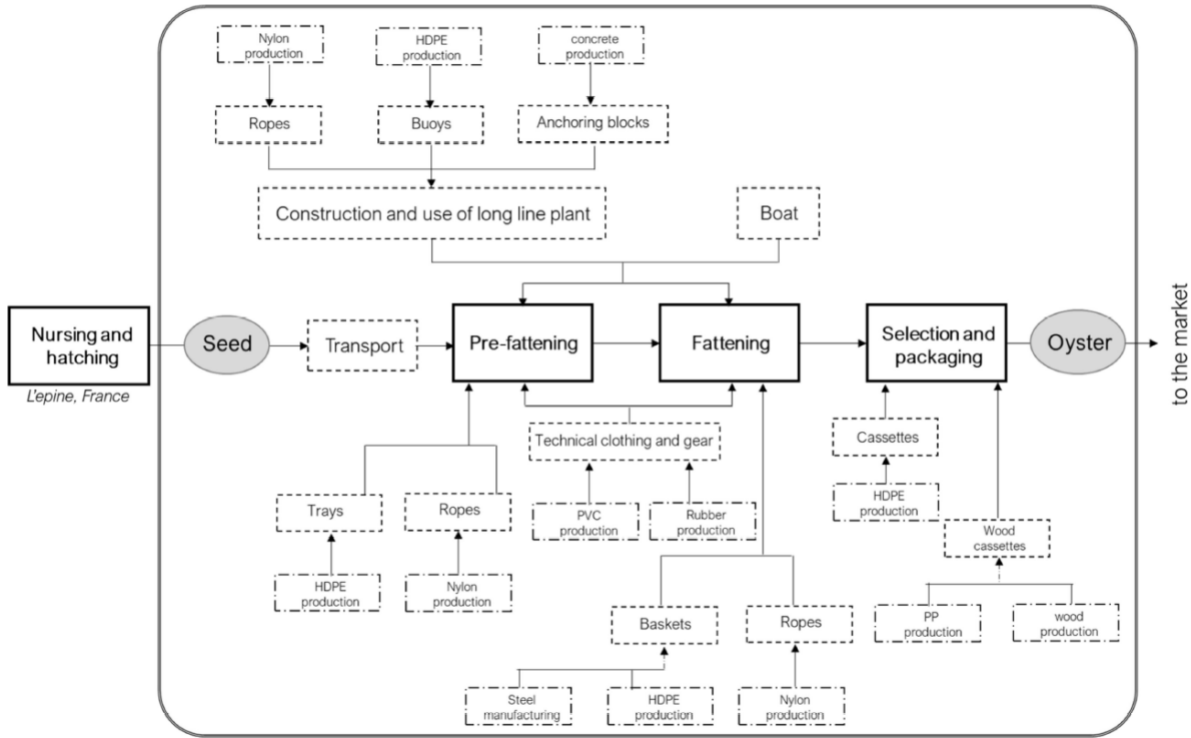 Nylon
production
HDPE
production
concrete
production
Ropes
Buoys
Anchoring blocks
Construction and use of long line plant
Boat
Nursing and
hatching
L'epine, France
Seed
Transport
Pre-fattening
Fattening
Selection and
packaging
Oyster
to the market
Technical clothing and gear
Cassettes
Trays
Ropes
PVC
production
Rubber
production
HDPE
production
Wood
cassettes
HDPE
production
Nylon
production
Baskets
Ropes
PP
production
wood
production
Steel
manufacturing
HDPE
production
Nylon
production